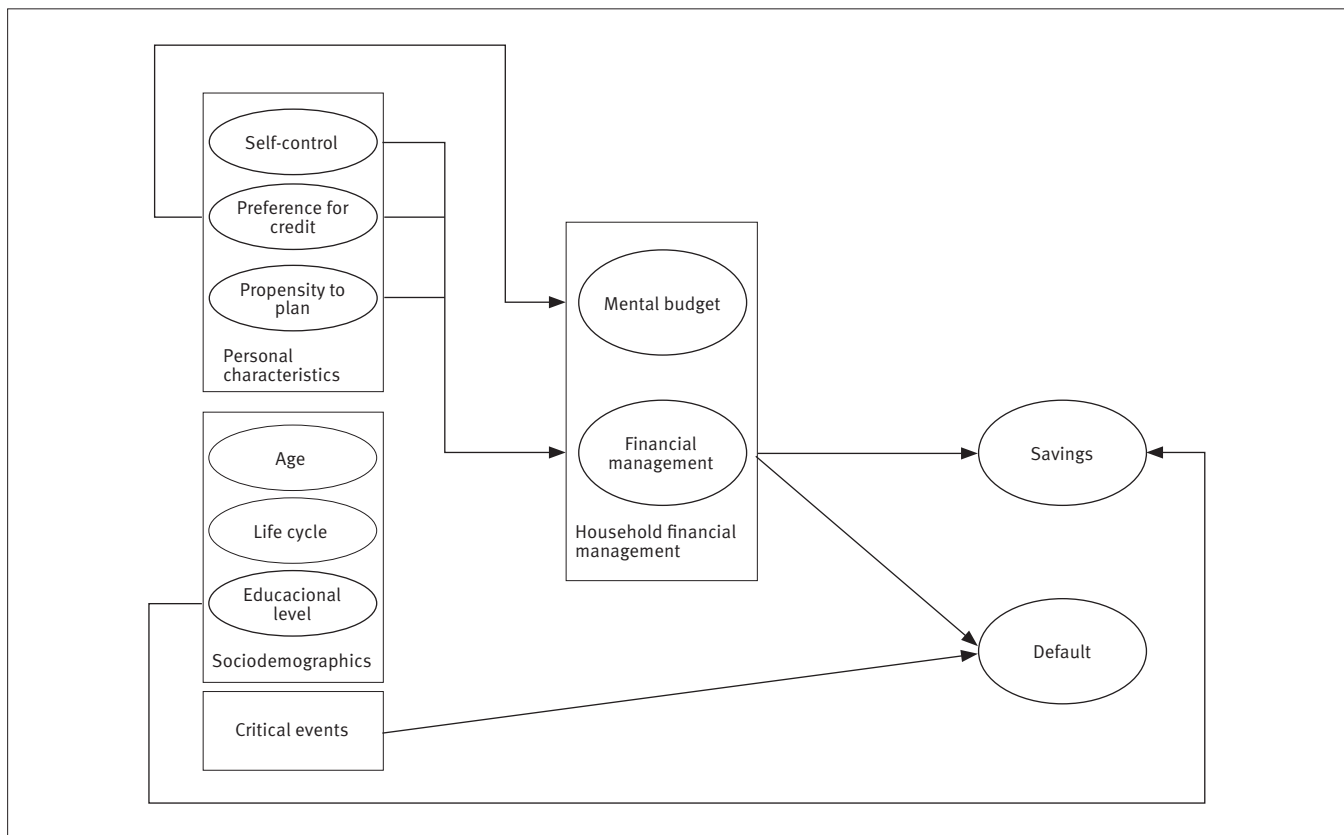 Self-control
Preference for
credit
Propensity to
plan
Personal
characteristics
Age
Life cycle
Educacional
level
Sociodemographics
Critical events
Mental budget
Financial
management
Household financial
management
Savings
Default